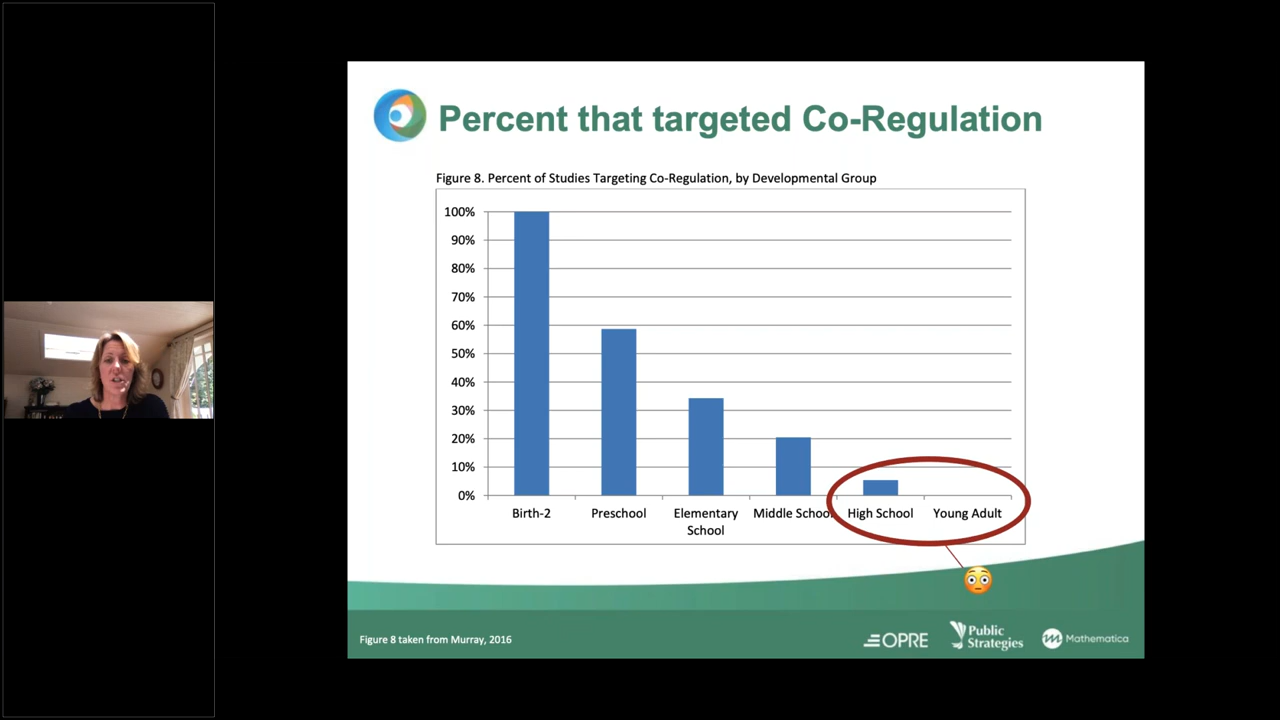 Percent that targeted Co-Regulation
Figure 8. Percent of Studies Targeting Co-Regulation, by Developmental Group
100%
90%
80%
70%
60%
50%
40%
30%
20%
10%
0%
Birth-2
Preschool
Elementary
School
Middle School
High School
Young Adult
Figure 8 taken from Murray, 2016
OPRE
Public
Strategies
Mathematica